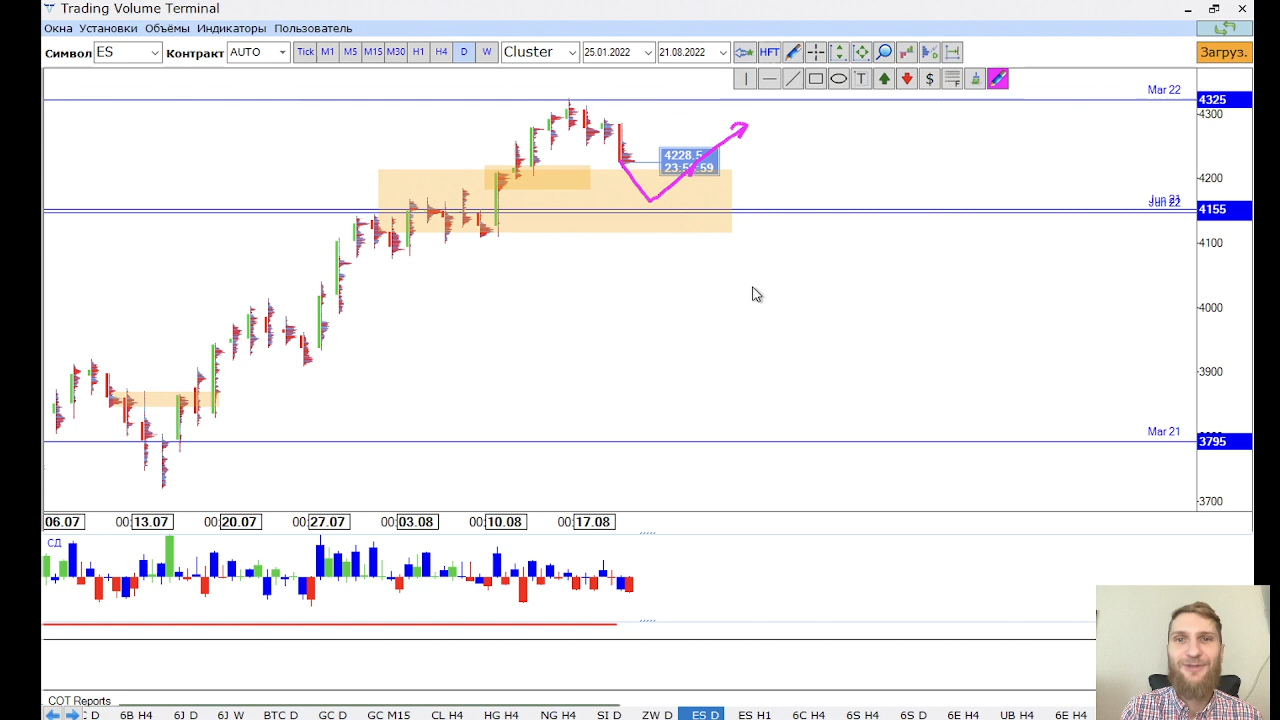 Trading Volume Terminal
Окна Установки Объёмы Индикаторы Пользователь
Символ ES Контракт AUTO Tick M1 M5 M15 M30 H1 H4 D W Cluster 25.01.2022 21.08.2022 HFT Загруз.
T $ F
Mar 22 4325
4300
4228.5
4200
Jun 22 4155
4100
4000
3900
Mar 21 3795
3700
06.07 00: 13.07 00: 20.07 00: 27.07 00: 03.08 00: 10.08 00: 17.08
СД
COT Reports
C D 6B H4 6J D 6J W BTC D GC D GC M15 CL H4 HG H4 NG H4 SI D ZW D ES D ES H1 6C H4 6S H4 6S D 6E H4 UB H4 6E H4